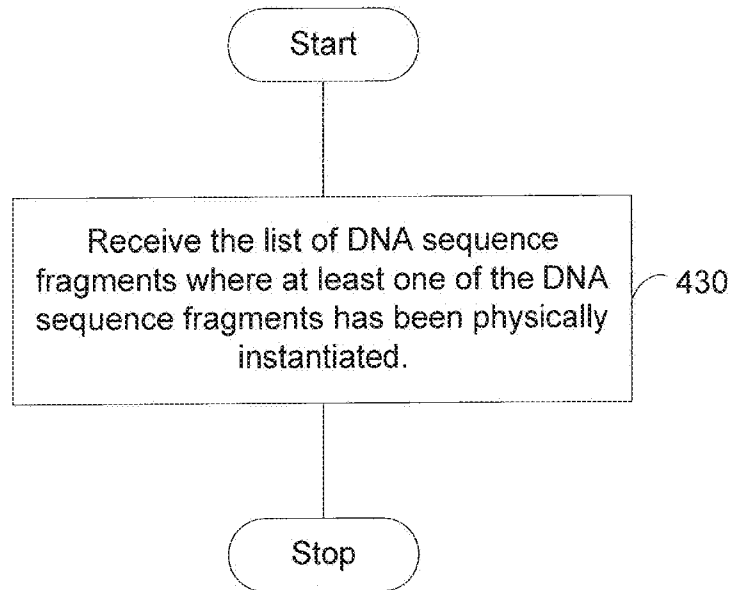 Start
Receive the list of DNA sequence
fragments where at least one of the DNA
sequence fragments has been physically
instantiated.
430
Stop